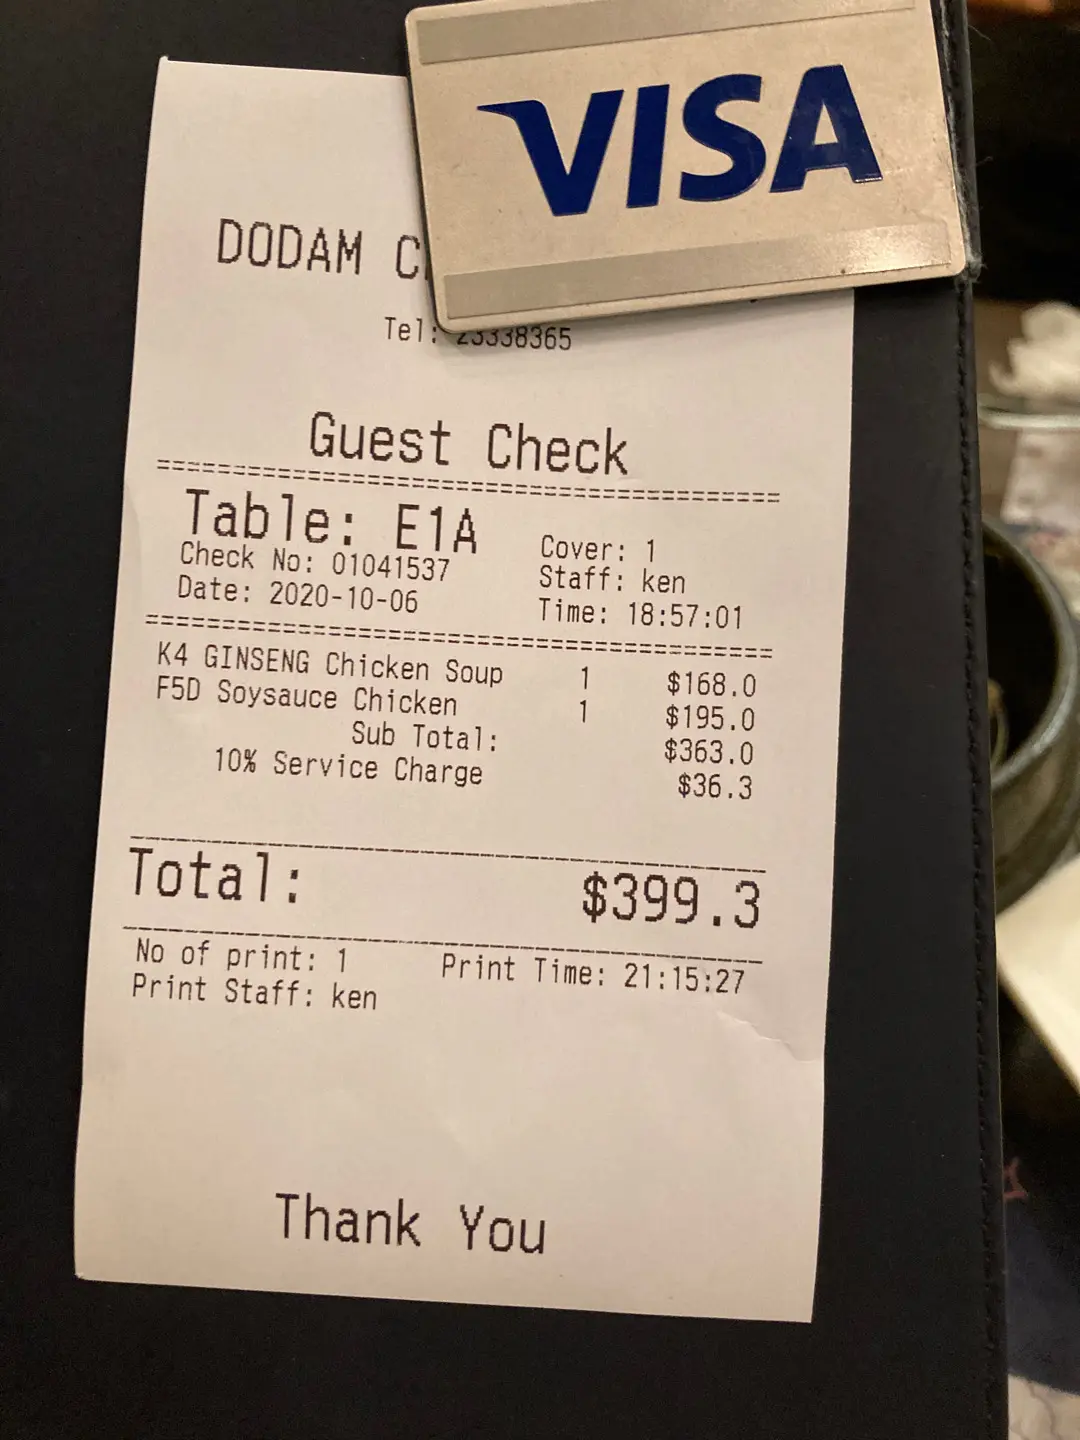 VISA
DODAM
Tel: 23338365
Guest Check
Table: E1A
Cover: 1
Check No: 01041537
Staff: ken
Date: 2020-10-06
Time: 18:57:01
K4 GINSENG Chicken Soup 1 $168.0
F5D Soysauce Chicken 1 $195.0
Sub Total: $363.0
10% Service Charge $36.3
Total: $399.3
No of print: 1 Print Time: 21:15:27
Print Staff: ken
Thank You